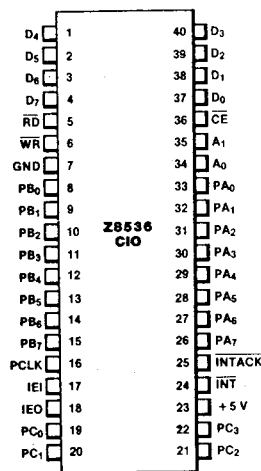 D4 1 40 D3
D5 2 39 D2
D6 3 38 D1
D7 4 37 D0
RD 5 36 CE
WR 6 35 A1
GND 7 34 A0
PB0 8 33 PA0
PB1 9 32 PA1
PB2 10 31 PA2
PB3 11 30 PA3
PB4 12 29 PA4
PB5 13 28 PA5
PB6 14 27 PA6
PB7 15 26 PA7
PCLK 16 25 INTACK
IEI 17 24 INT
IEO 18 23 +5 V
PC0 19 22 PC3
PC1 20 21 PC2
Z8536
CIO